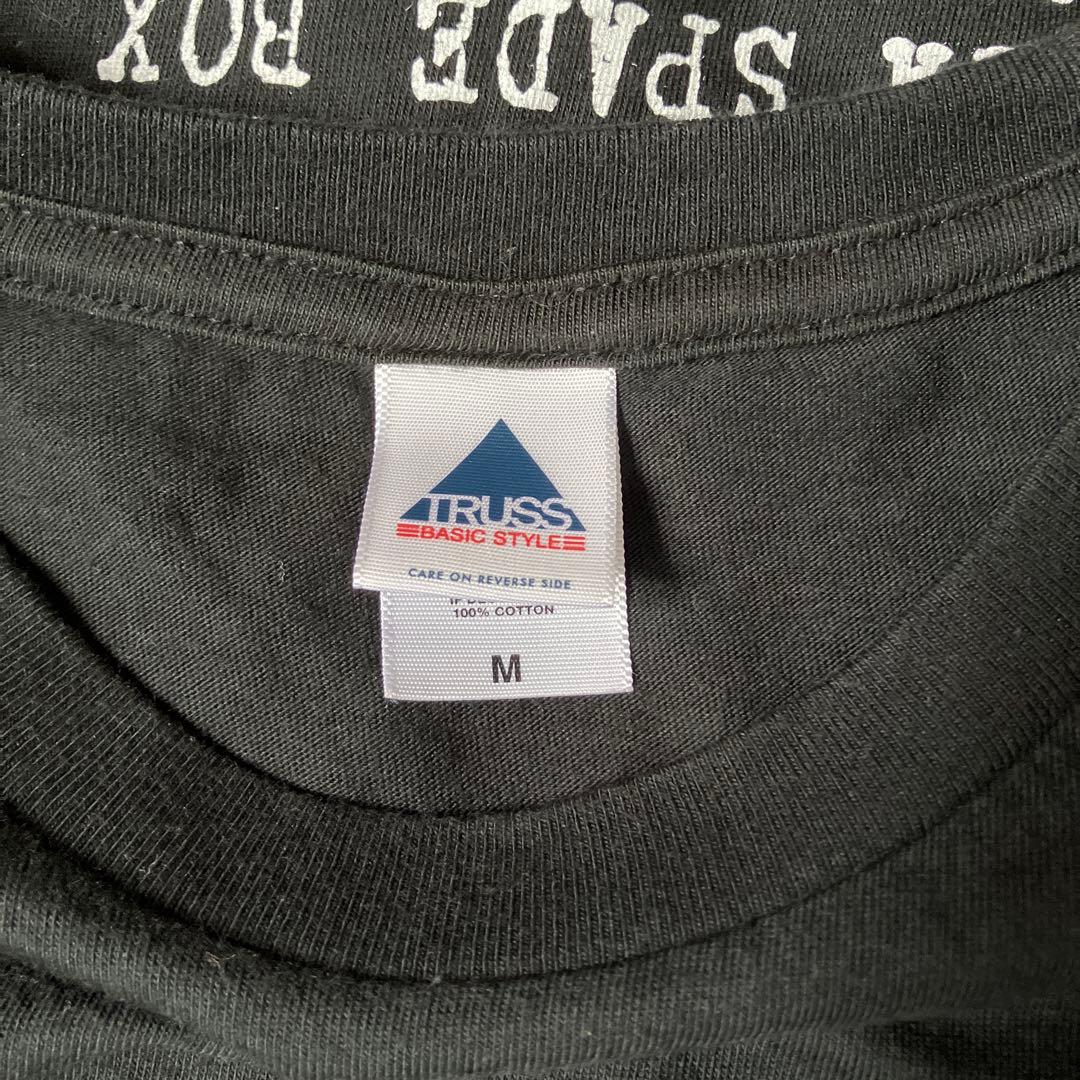 SPADE BOX
TRUSS
BASIC STYLE
CARE ON REVERSE SIDE
100% COTTON
M